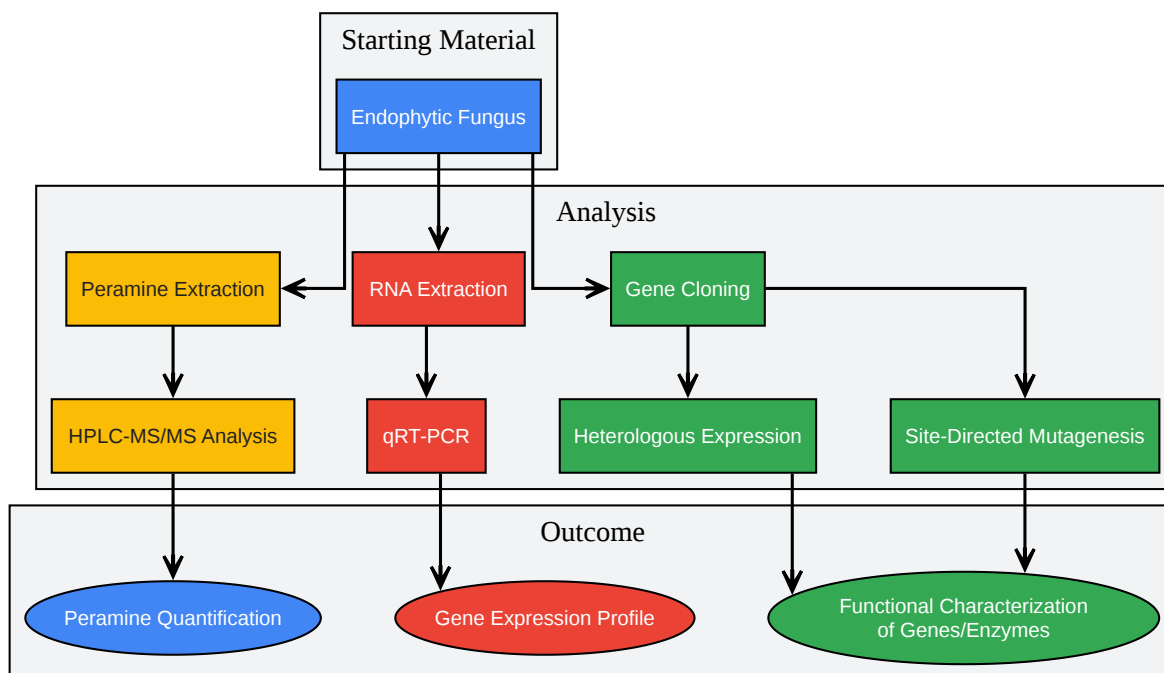 Starting Material
Endophytic Fungus
Analysis
Peramine Extraction
RNA Extraction
Gene Cloning
HPLC-MS/MS Analysis
qRT-PCR
Heterologous Expression
Site-Directed Mutagenesis
Outcome
Peramine Quantification
Gene Expression Profile
Functional Characterization
of Genes/Enzymes